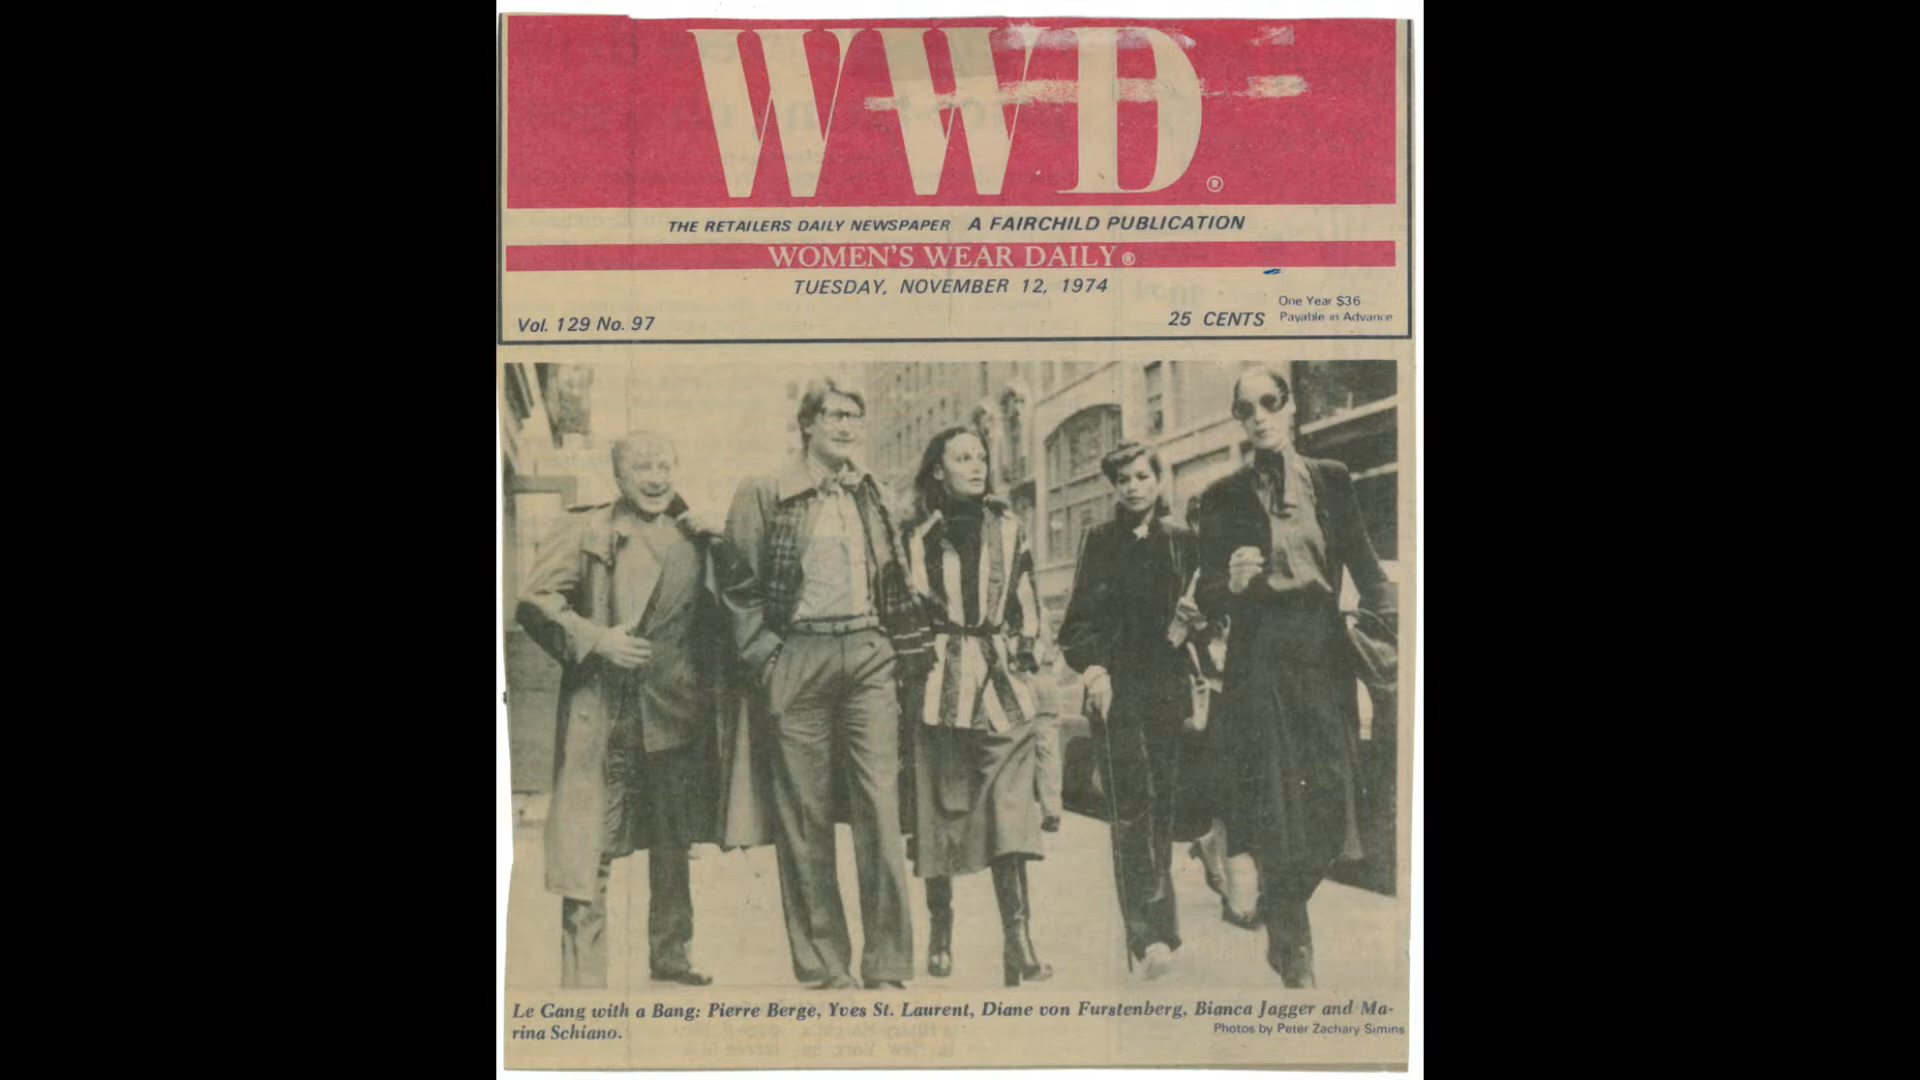 WWD®
THE RETAILERS DAILY NEWSPAPER A FAIRCHILD PUBLICATION
WOMEN'S WEAR DAILY®
TUESDAY, NOVEMBER 12, 1974
One Year $36
Vol. 129 No. 97
25 CENTS Payable in Advance
Le Gang with a Bang: Pierre Berge, Yves St. Laurent, Diane von Furstenberg, Bianca Jagger and Ma-
rina Schiano.
Photos by Peter Zachary Simins